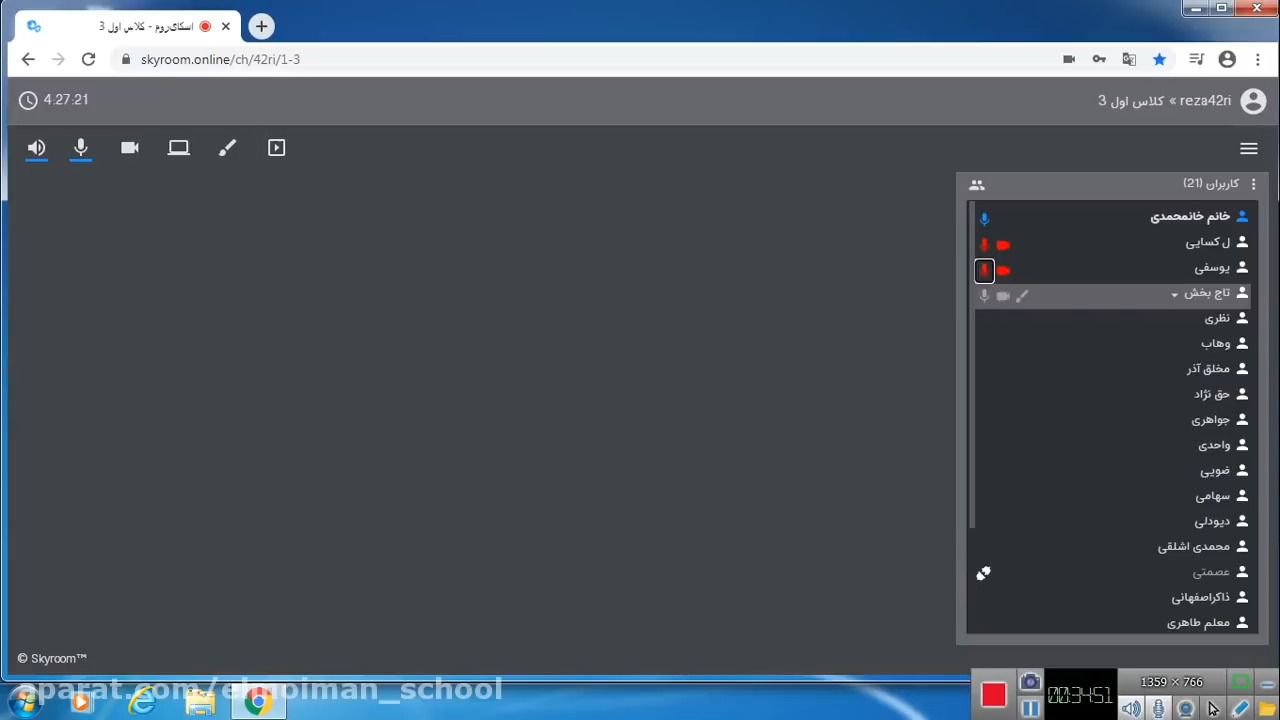 اسکای‌روم - کلاس اول 3
skyroom.online/ch/42ri/1-3
4:27:21
reza42ri » کلاس اول 3
کاربران (21)
خانم خانمحمدی
ل کسایی
یوسفی
تاج بخش
نظری
وهاب
مخلق آذر
حق نژاد
جواهری
واحدی
ضویی
سهامی
دیودلی
محمدی اشلقی
عصمتی
ذاکراصفهانی
معلم طاهری
© Skyroom™
1359 × 766
00:34:51